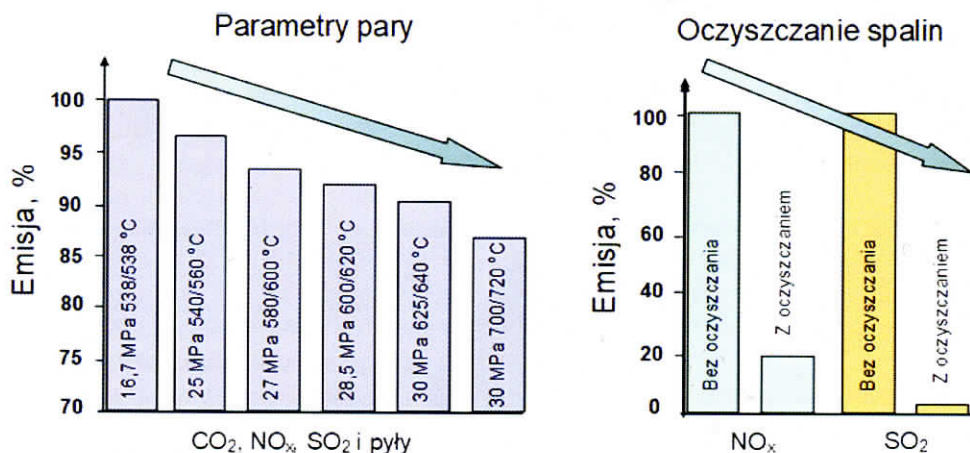 Parametry pary
Emisja, %
100
95
90
85
80
75
70
16,7 MPa 538/538 °C
25 MPa 540/560 °C
27 MPa 580/600 °C
28,5 MPa 600/620 °C
30 MPa 625/640 °C
30 MPa 700/720 °C
CO₂, NOₓ, SO₂ i pyły
Oczyszczanie spalin
Emisja, %
100
80
60
40
20
0
Bez oczyszczania
Z oczyszczaniem
Bez oczyszczania
Z oczyszczaniem
NOₓ
SO₂